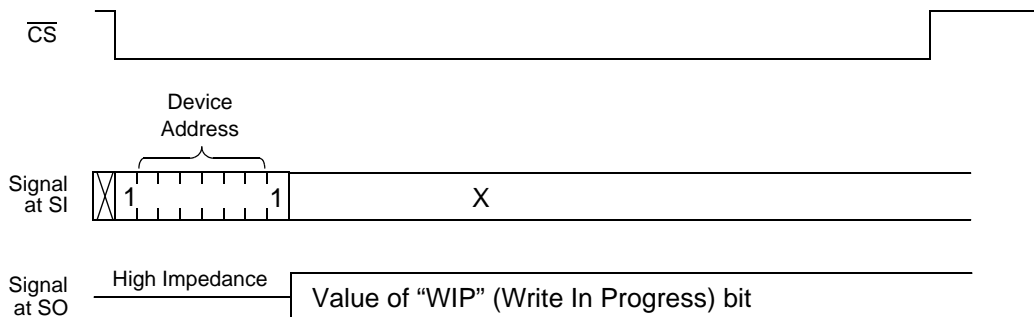 CS
Device
Address
Signal
at SI
1
1
X
Signal
at SO
High Impedance
Value of “WIP” (Write In Progress) bit